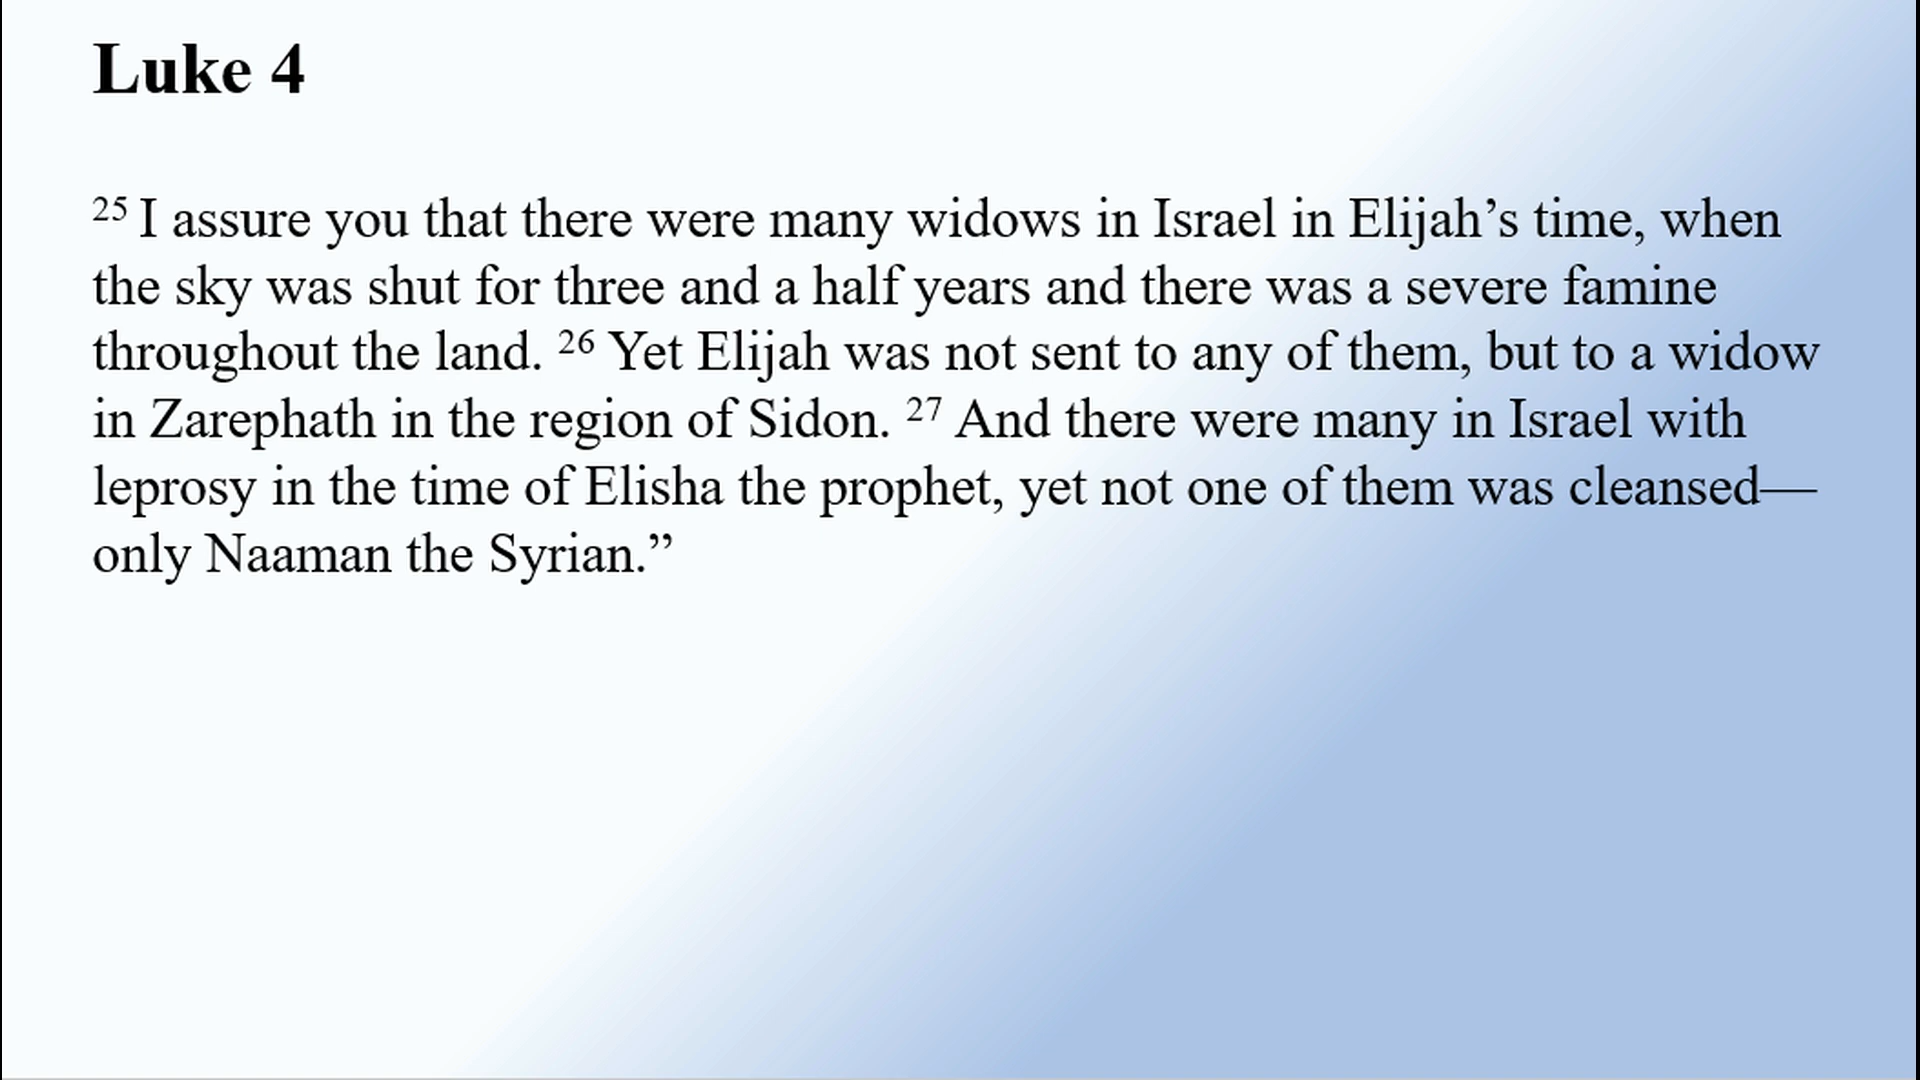 Luke 4
25 I assure you that there were many widows in Israel in Elijah’s time, when
the sky was shut for three and a half years and there was a severe famine
throughout the land. 26 Yet Elijah was not sent to any of them, but to a widow
in Zarephath in the region of Sidon. 27 And there were many in Israel with
leprosy in the time of Elisha the prophet, yet not one of them was cleansed—
only Naaman the Syrian.”